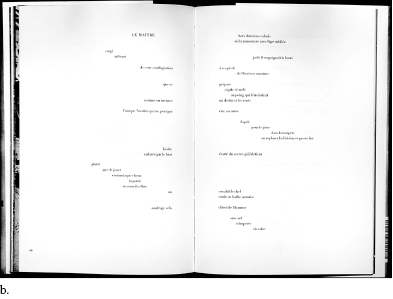 LE MAÎTRE
surgi
inférant
de cette conflagration
que se
comme on menace
l'unique Nombre qui ne peut pas
hésite
cadavre par le bras
plutôt
que de jouer
en maniaque chenu
la partie
au nom des flots
un
naufrage cela
hors d'anciens calculs
où la manœuvre avec l'âge oubliée
jadis il empoignait la barre
à ses pieds
de l'horizon unanime
prépare
s'agite et mêle
au poing qui l'étreindrait
un destin et les vents
être un autre
Esprit
pour le jeter
dans la tempête
en reployer la division et passer fier
écarté du secret qu'il détient
envahit le chef
coule en barbe soumise
direct de l'homme
sans nef
n'importe
où vaine
b.